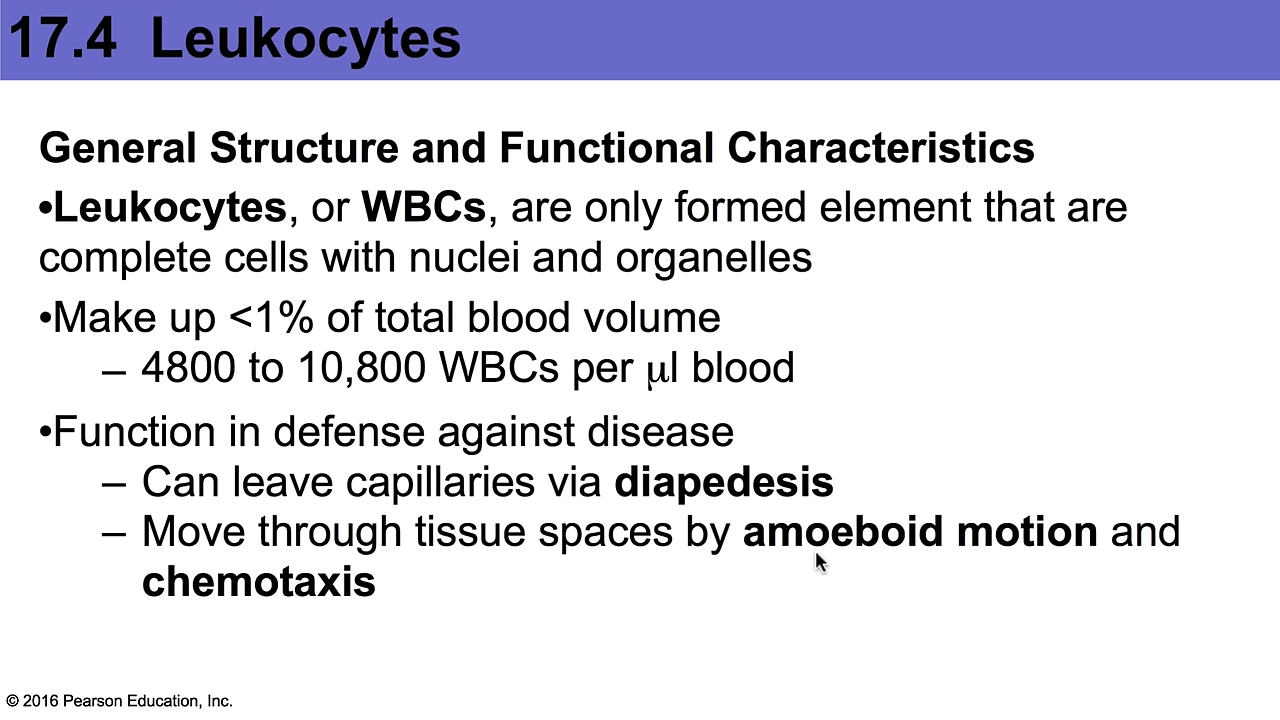 17.4 Leukocytes
General Structure and Functional Characteristics
•Leukocytes, or WBCs, are only formed element that are
complete cells with nuclei and organelles
•Make up <1% of total blood volume
– 4800 to 10,800 WBCs per μl blood
•Function in defense against disease
– Can leave capillaries via diapedesis
– Move through tissue spaces by amoeboid motion and
chemotaxis
© 2016 Pearson Education, Inc.